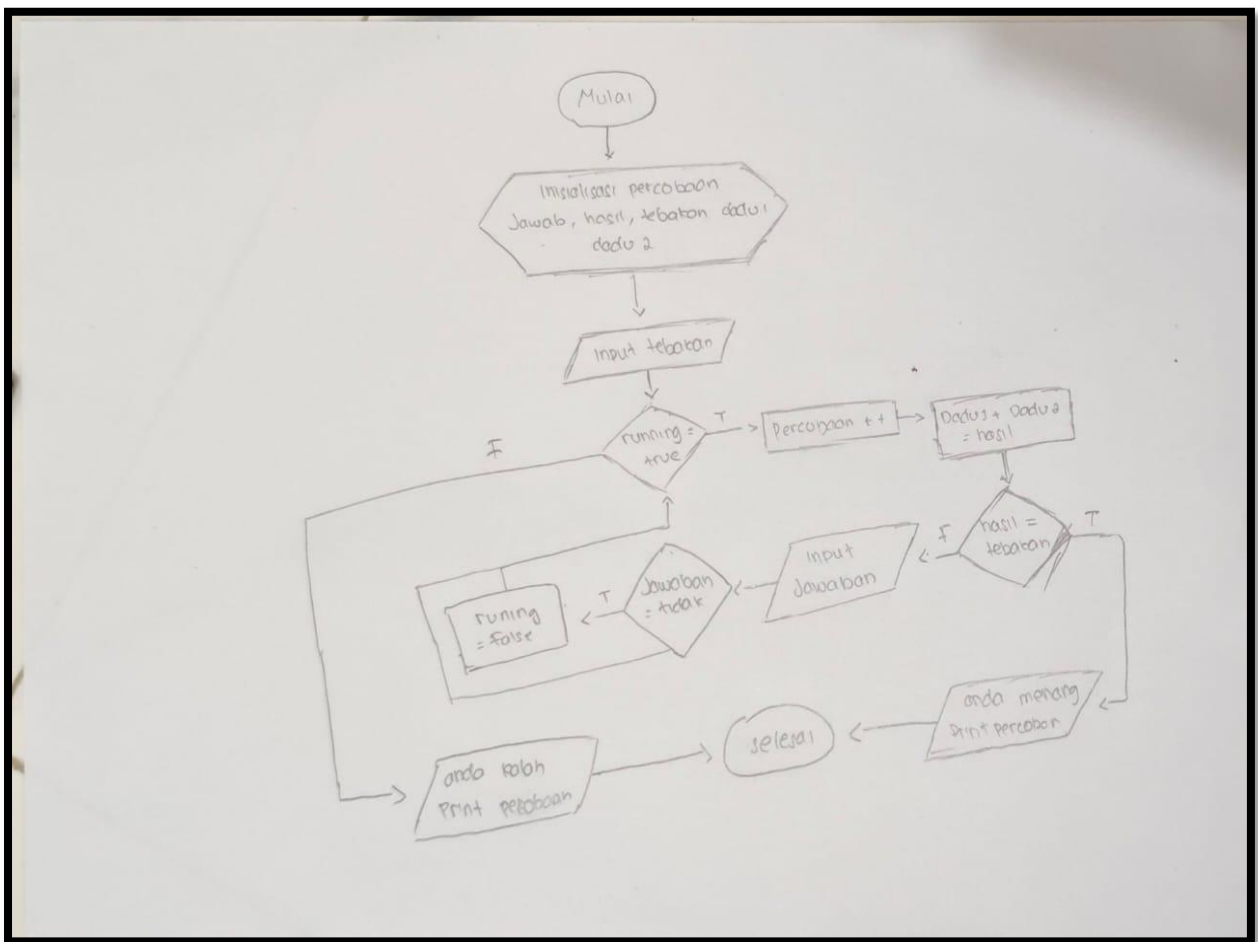 Mulai
Inisialisasi percobaan
Jawab, hasil, tebakan dadu1
dadu 2
Input tebakan
running =
true
T
Percobaan ++
Dadu1 + Dadu2
= hasil
F
hasil =
tebakan
T
F
Input
Jawaban
Jawaban
= tidak
T
runing
= false
anda menang
Print percoban
selesai
anda kalah
Print percobaan